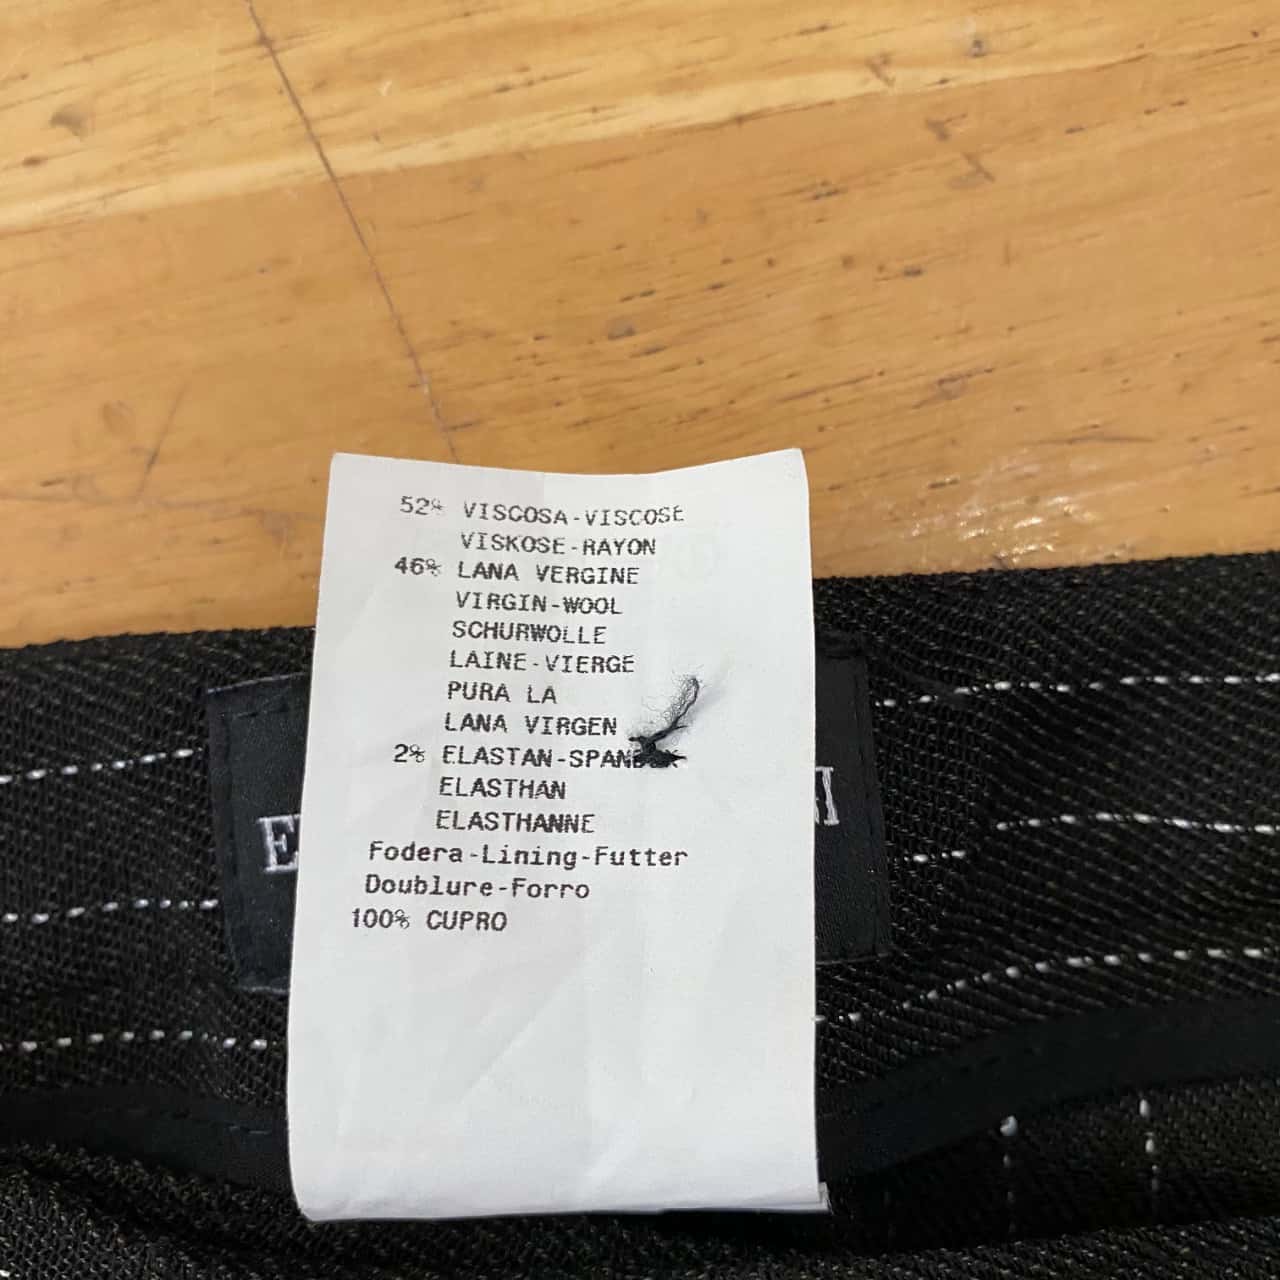 52% VISCOSA-VISCOSE
VISKOSE-RAYON
46% LANA VERGINE
VIRGIN-WOOL
SCHURWOLLE
LAINE-VIERGE
PURA LA
LANA VIRGEN
2% ELASTAN-SPANDEX
ELASTHAN
ELASTHANNE
Fodera-Lining-Futter
Doublure-Forro
100% CUPRO